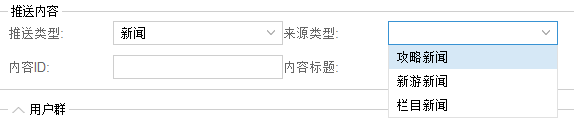 推送内容
推送类型: 新闻 来源类型:
攻略新闻
内容ID: 内容标题:
新游新闻
栏目新闻
用户群